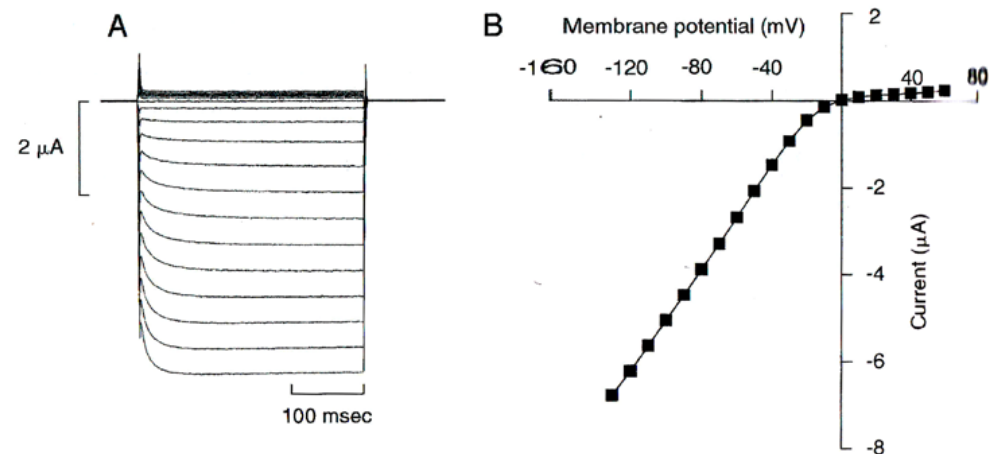 A
2 μA
100 msec
B
Membrane potential (mV)
-160 -120 -80 -40 40 80
2
-2
-4
-6
-8
Current (μA)